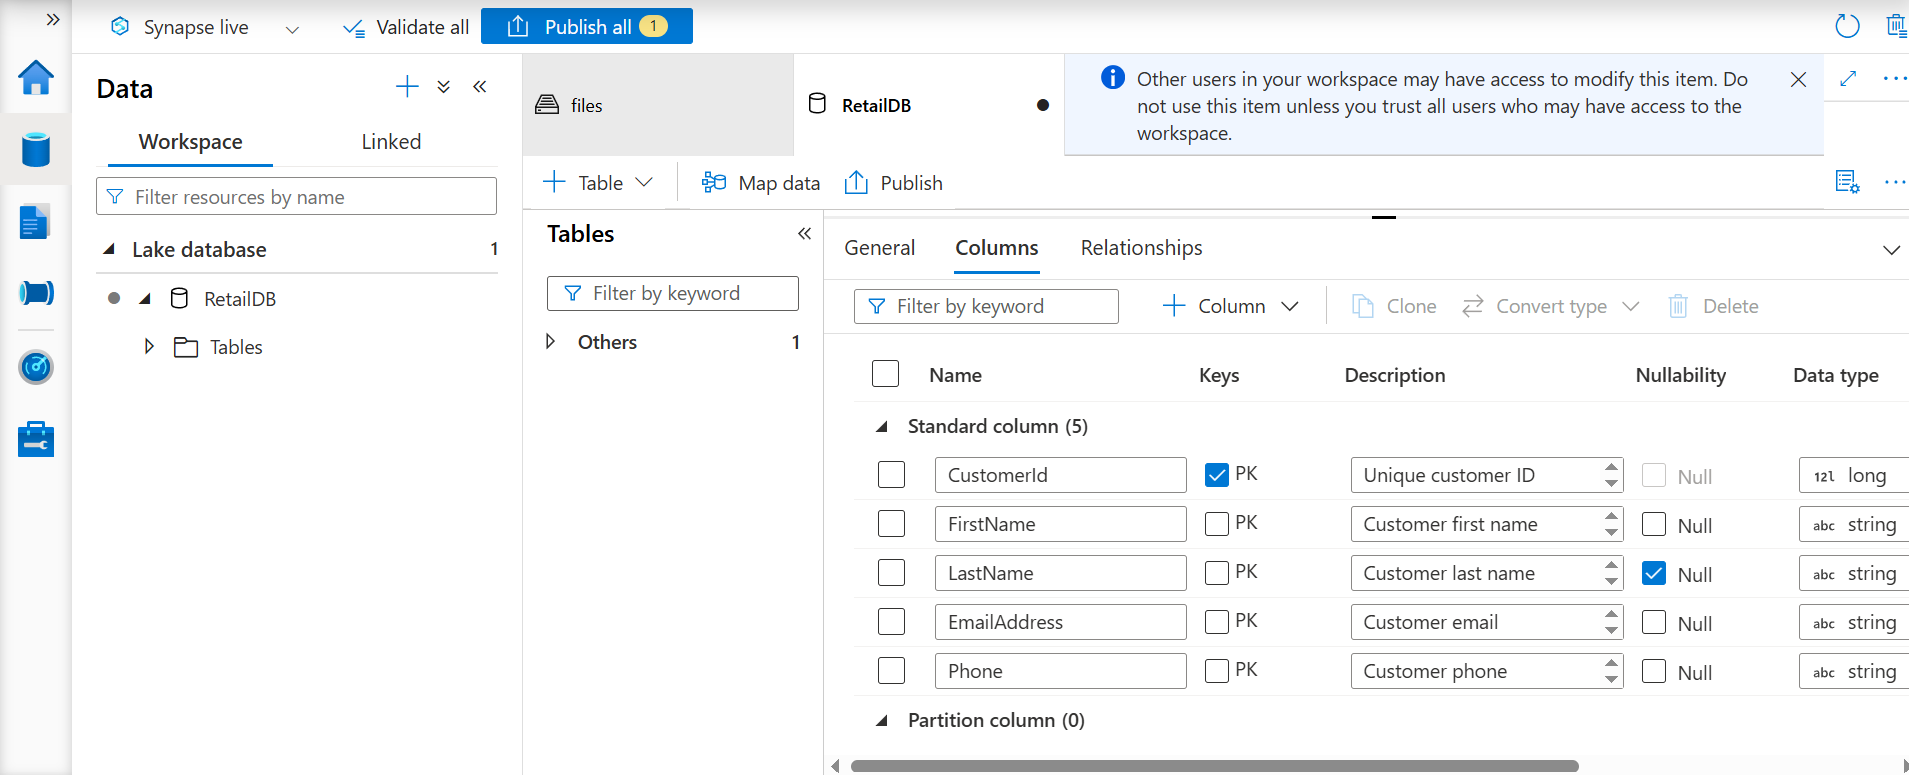 Synapse live
Validate all
Publish all 1
Data
Workspace Linked
Filter resources by name
Lake database 1
RetailDB
Tables
files
RetailDB
Other users in your workspace may have access to modify this item. Do
not use this item unless you trust all users who may have access to the
workspace.
Table
Map data
Publish
Tables
Filter by keyword
Others 1
General Columns Relationships
Filter by keyword
Column
Clone
Convert type
Delete
Name Keys Description Nullability Data type
Standard column (5)
CustomerId PK Unique customer ID Null 12l long
FirstName PK Customer first name Null abc string
LastName PK Customer last name Null abc string
EmailAddress PK Customer email Null abc string
Phone PK Customer phone Null abc string
Partition column (0)